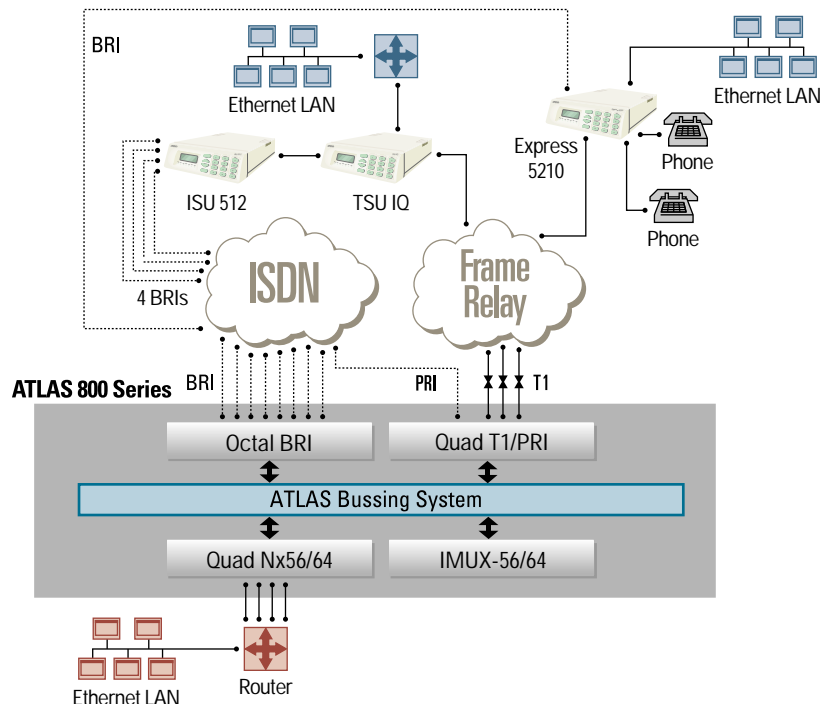 BRI
Ethernet LAN
Ethernet LAN
Express
5210
Phone
ISU 512
TSU IQ
Phone
ISDN
Frame
Relay
4 BRIs
ATLAS 800 Series
BRI
PRI
T1
Octal BRI
Quad T1/PRI
ATLAS Bussing System
Quad Nx56/64
IMUX-56/64
Router
Ethernet LAN